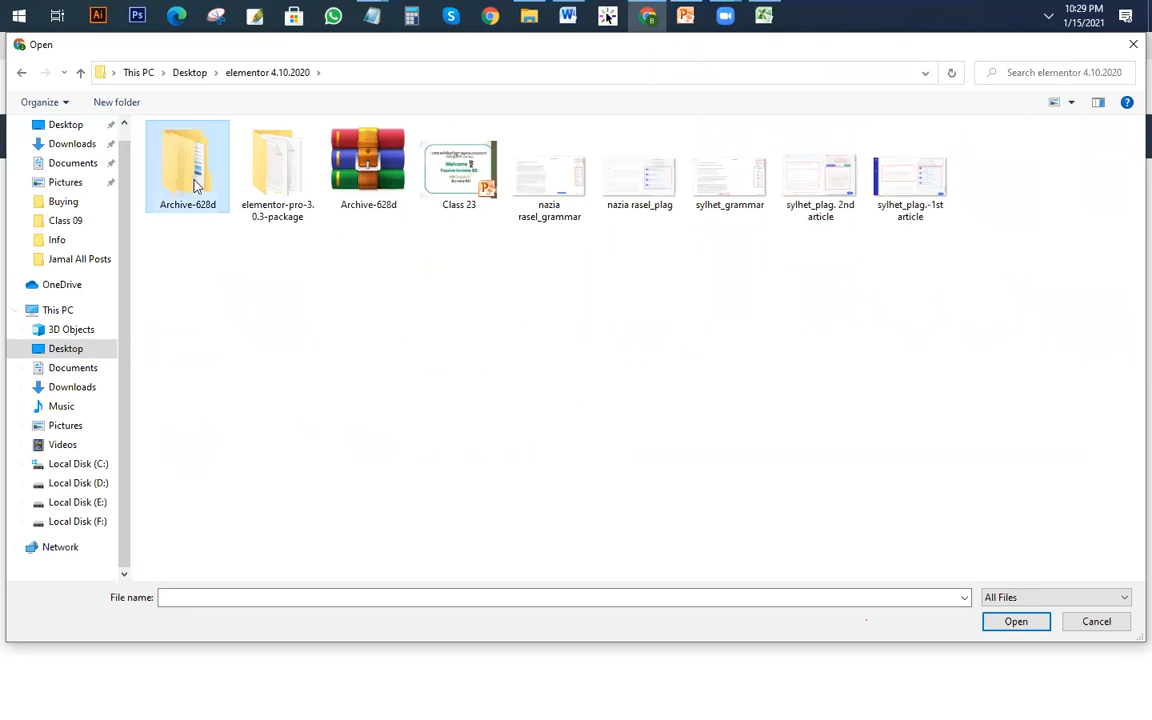 10:29 PM
1/15/2021
Open
This PC
Desktop
elementor 4.10.2020
Search elementor 4.10.2020
Organize
New folder
Desktop
Downloads
Documents
Pictures
Buying
Class 09
Info
Jamal All Posts
OneDrive
This PC
3D Objects
Desktop
Documents
Downloads
Music
Pictures
Videos
Local Disk (C:)
Local Disk (D:)
Local Disk (E:)
Local Disk (F:)
Network
Archive-628d
elementor-pro-3.
0.3-package
Archive-628d
Welcome
Class 23
nazia
rasel_grammar
nazia rasel_plag
sylhet_grammar
sylhet_plag. 2nd
article
sylhet_plag.-1st
article
File name:
All Files
Open
Cancel